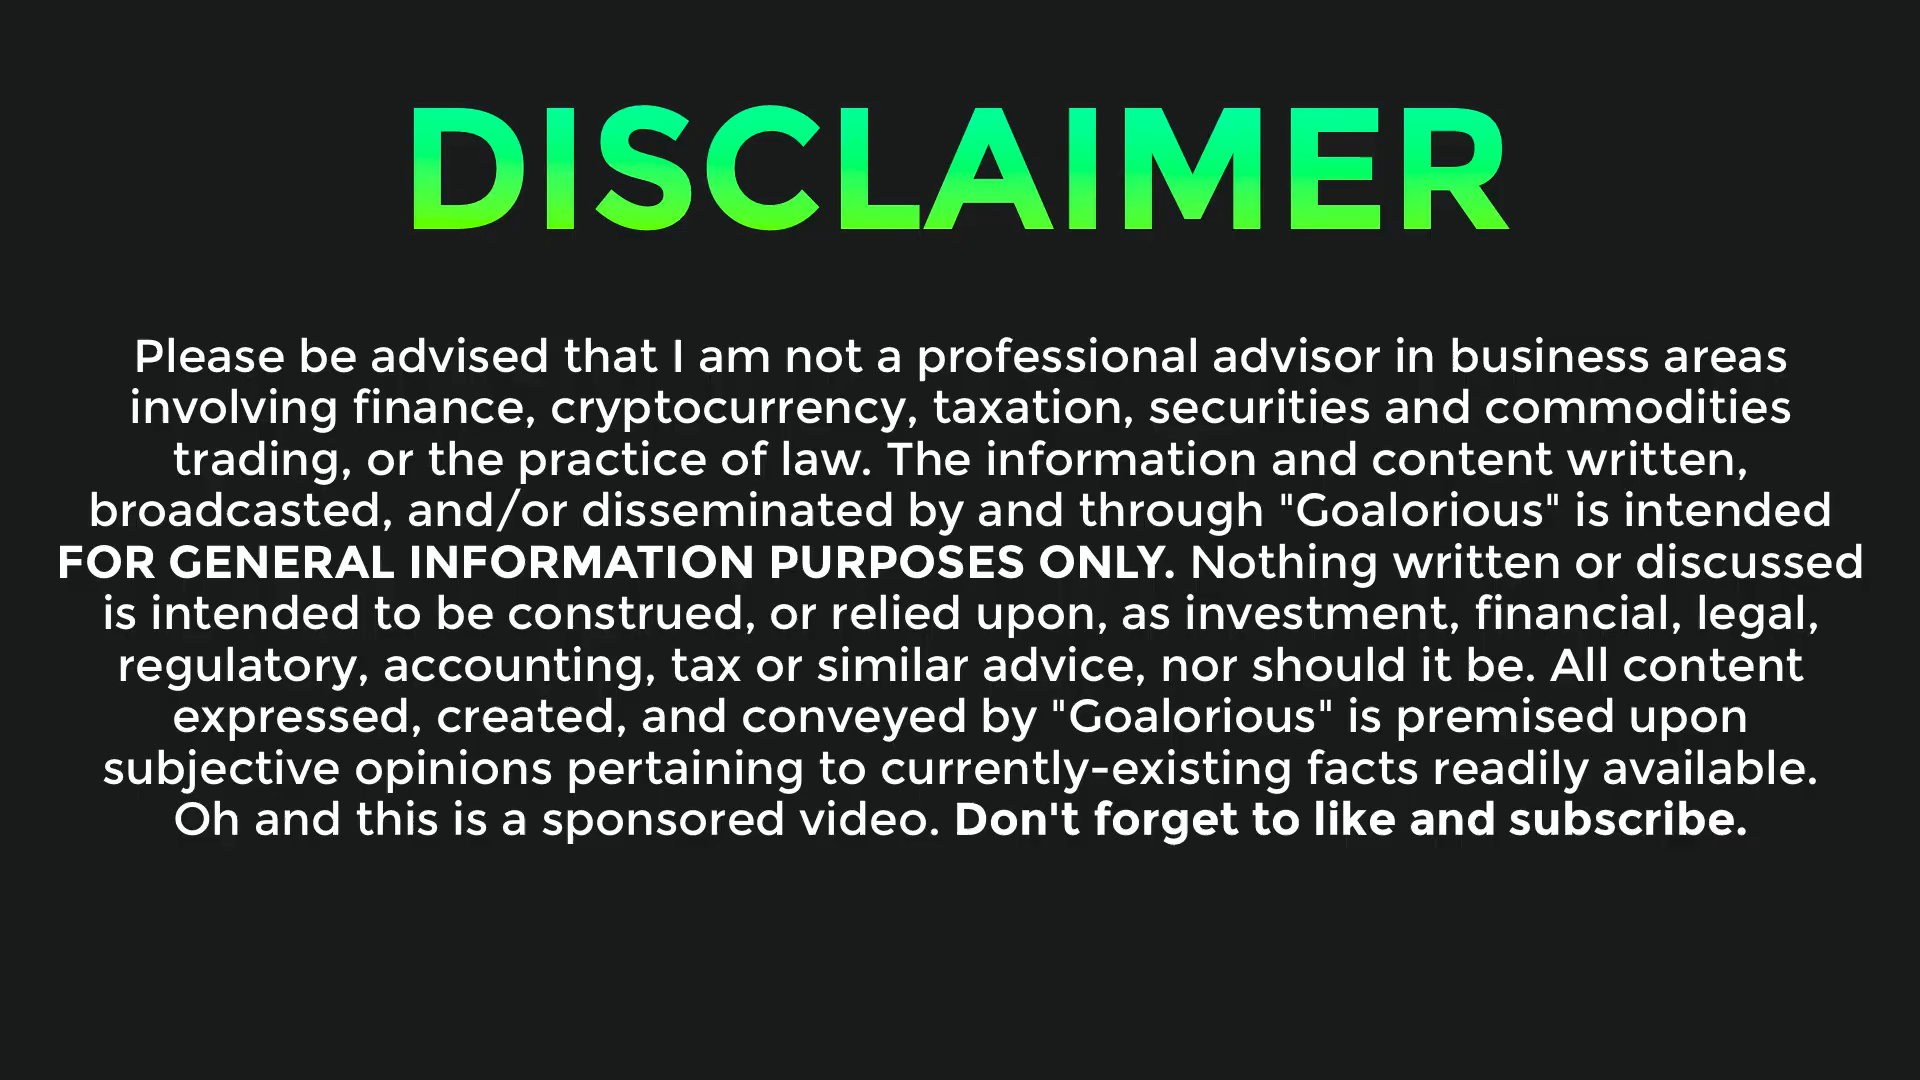 DISCLAIMER
Please be advised that I am not a professional advisor in business areas
involving finance, cryptocurrency, taxation, securities and commodities
trading, or the practice of law. The information and content written,
broadcasted, and/or disseminated by and through "Goalorious" is intended
FOR GENERAL INFORMATION PURPOSES ONLY. Nothing written or discussed
is intended to be construed, or relied upon, as investment, financial, legal,
regulatory, accounting, tax or similar advice, nor should it be. All content
expressed, created, and conveyed by "Goalorious" is premised upon
subjective opinions pertaining to currently-existing facts readily available.
Oh and this is a sponsored video. Don't forget to like and subscribe.